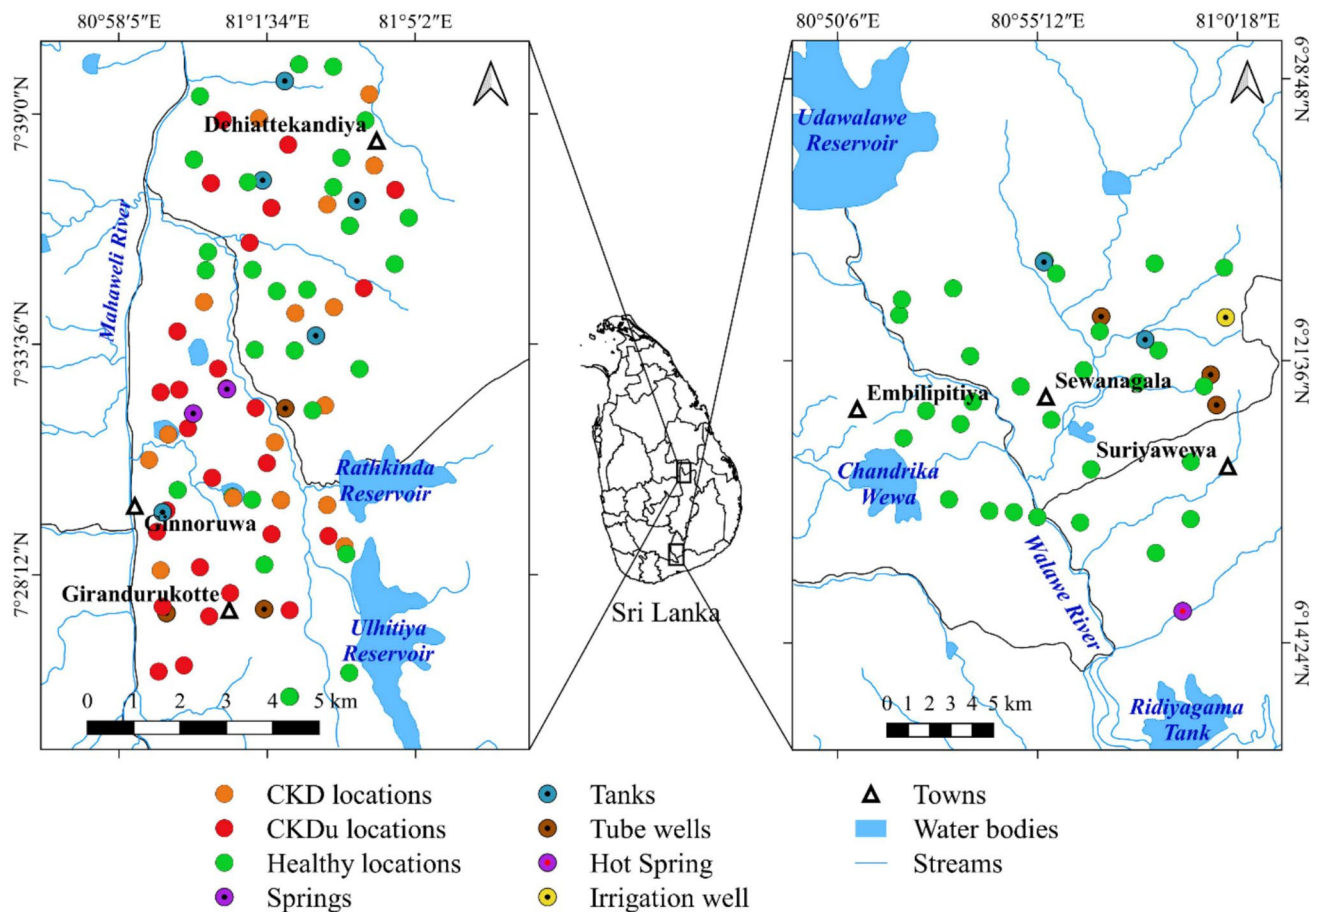 80°58′5″E
81°1′34″E
81°5′2″E
7°39′0″N
7°33′36″N
7°28′12″N
Dehiattekandiya
Mahaweli River
Rathkinda
Reservoir
Ginnoruwa
Girandurukotte
Ulhitiya
Reservoir
0 1 2 3 4 5 km
Sri Lanka
80°50′6″E
80°55′12″E
81°0′18″E
6°28′48″N
6°21′36″N
6°14′24″N
Udawalawe
Reservoir
Sewanagala
Embilipitiya
Suriyawewa
Chandrika
Wewa
Walawe River
0 1 2 3 4 5 km
Ridiyagama
Tank
CKD locations
CKDu locations
Healthy locations
Springs
Tanks
Tube wells
Hot Spring
Irrigation well
Towns
Water bodies
Streams